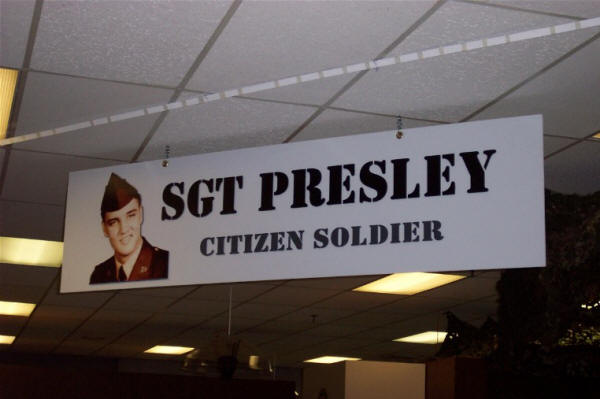 SGT PRESLEY
CITIZEN SOLDIER